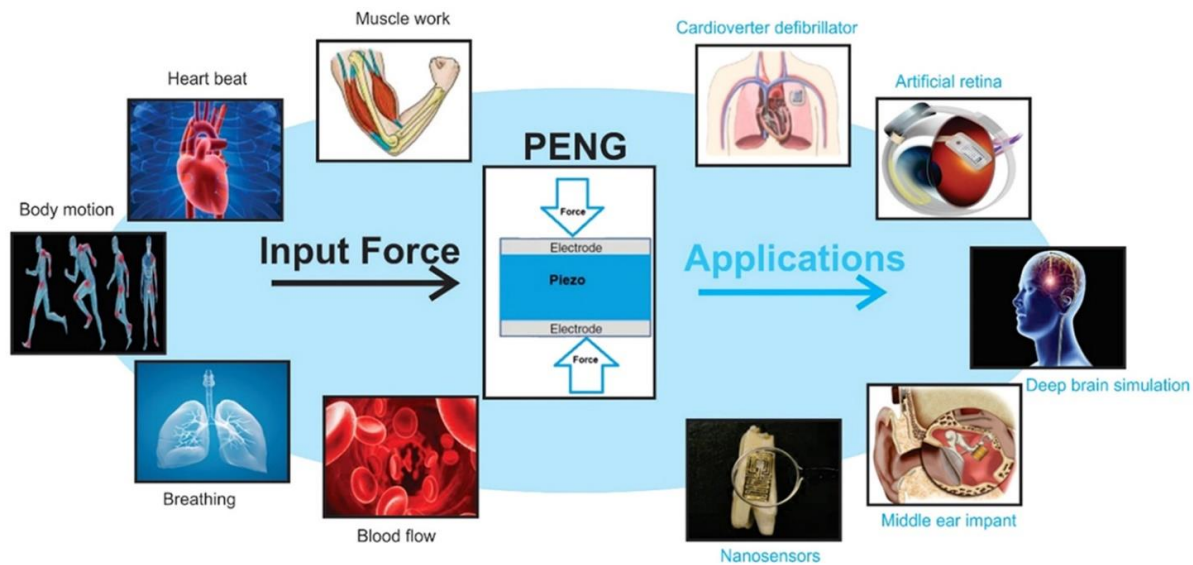 Muscle work
Cardioverter defibrillator
Heart beat
Artificial retina
PENG
Body motion
Force
Input Force
Electrode
Applications
Piezo
Electrode
Force
Deep brain simulation
Breathing
Blood flow
Nanosensors
Middle ear impant